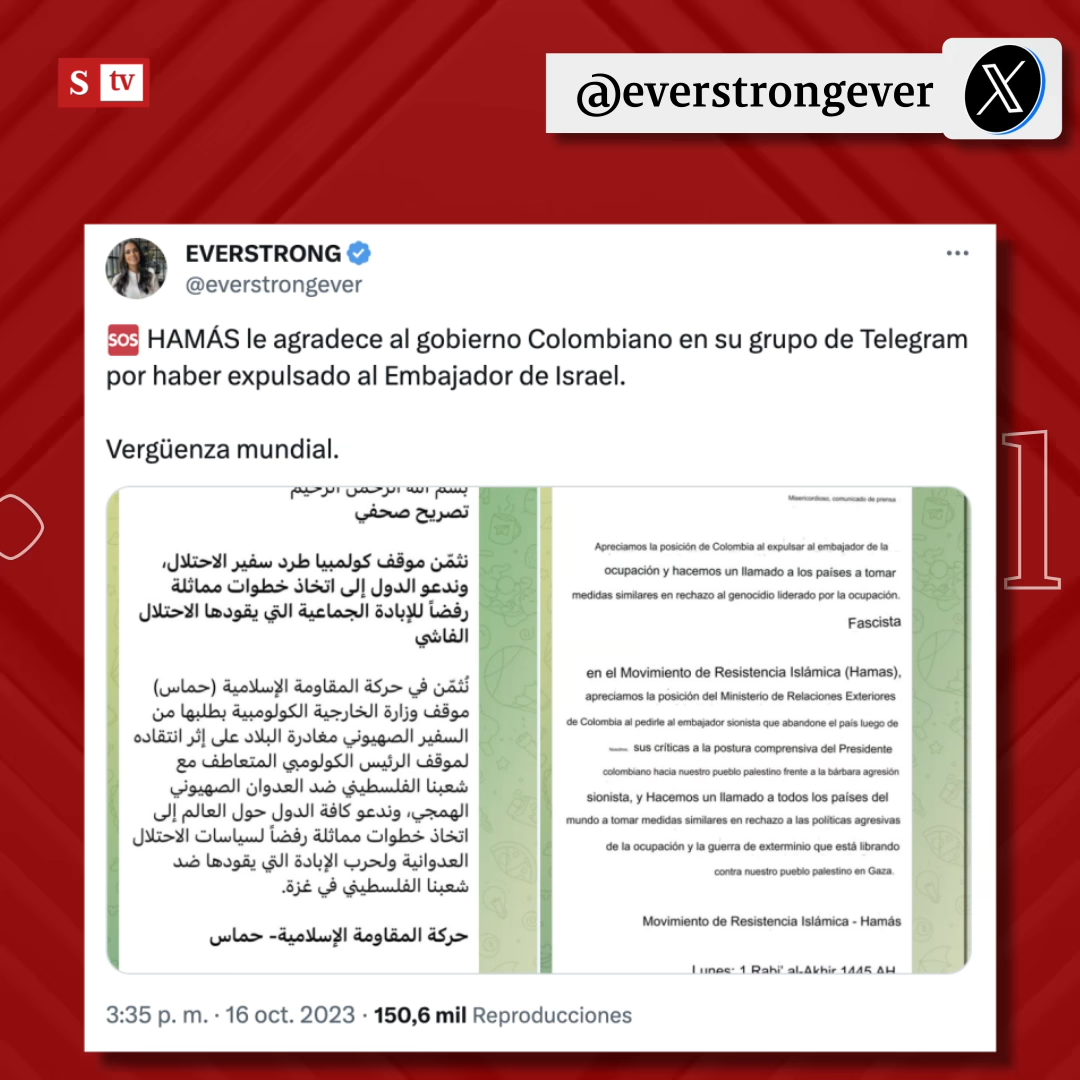 S tv
@everstrongever
EVERSTRONG
@everstrongever
SOS HAMÁS le agradece al gobierno Colombiano en su grupo de Telegram
por haber expulsado al Embajador de Israel.
Vergüenza mundial.
بسم الله الرحمن الرحيم
تصريح صحفي
نثمّن موقف كولمبيا طرد سفير الاحتلال،
وندعو الدول إلى اتخاذ خطوات مماثلة
رفضاً للإبادة الجماعية التي يقودها الاحتلال
الفاشي
نُثمّن في حركة المقاومة الإسلامية (حماس)
موقف وزارة الخارجية الكولومبية بطلبها من
السفير الصهيوني مغادرة البلاد على إثر انتقاده
لموقف الرئيس الكولومبي المتعاطف مع
شعبنا الفلسطيني ضد العدوان الصهيوني
الهمجي، وندعو كافة الدول حول العالم إلى
اتخاذ خطوات مماثلة رفضاً لسياسات الاحتلال
العدوانية ولحرب الإبادة التي يقودها ضد
شعبنا الفلسطيني في غزة.
حركة المقاومة الإسلامية- حماس
Misericordioso, comunicado de prensa
Apreciamos la posición de Colombia al expulsar al embajador de la
ocupación y hacemos un llamado a los países a tomar
medidas similares en rechazo al genocidio liderado por la ocupación.
Fascista
en el Movimiento de Resistencia Islámica (Hamas),
apreciamos la posición del Ministerio de Relaciones Exteriores
de Colombia al pedirle al embajador sionista que abandone el país luego de
sus críticas a la postura comprensiva del Presidente
colombiano hacia nuestro pueblo palestino frente a la bárbara agresión
sionista, y Hacemos un llamado a todos los países del
mundo a tomar medidas similares en rechazo a las políticas agresivas
de la ocupación y la guerra de exterminio que está librando
contra nuestro pueblo palestino en Gaza.
Movimiento de Resistencia Islámica - Hamás
Lunes: 1 Rabi' al-Akhir 1445 AH
3:35 p. m. · 16 oct. 2023 · 150,6 mil Reproducciones
1